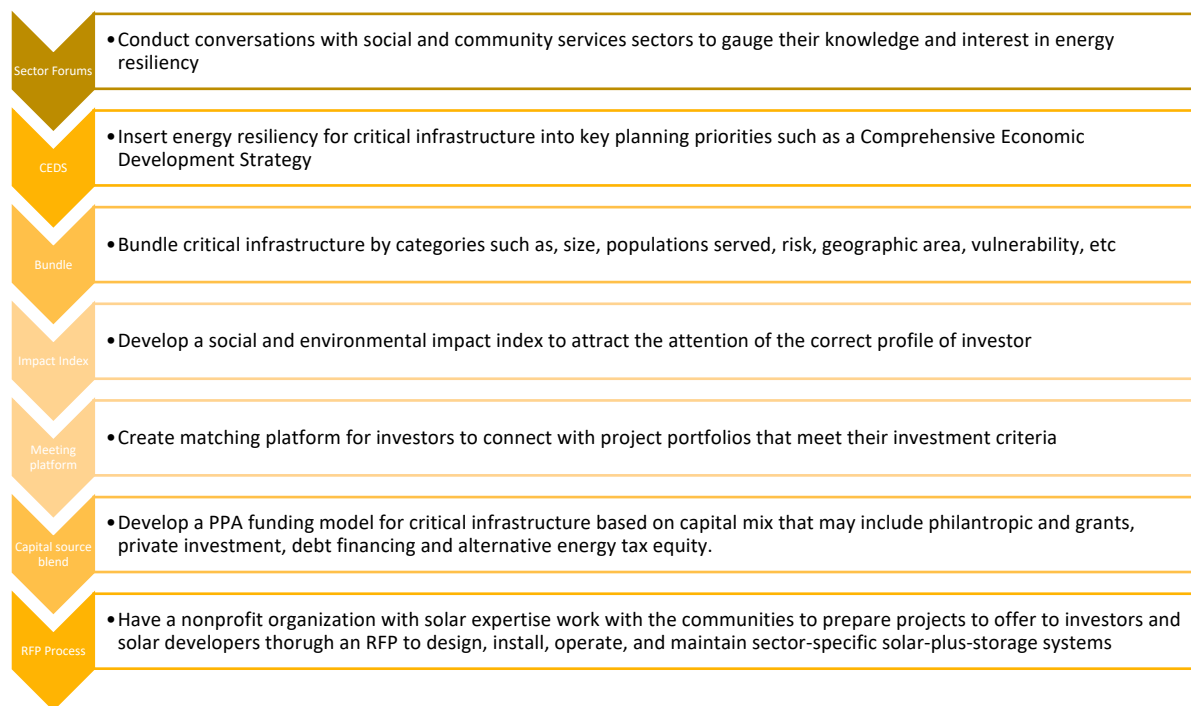 Sector Forums
•Conduct conversations with social and community services sectors to gauge their knowledge and interest in energy
resiliency
CEDS
•Insert energy resiliency for critical infrastructure into key planning priorities such as a Comprehensive Economic
Development Strategy
Bundle
•Bundle critical infrastructure by categories such as, size, populations served, risk, geographic area, vulnerability, etc
Impact Index
•Develop a social and environmental impact index to attract the attention of the correct profile of investor
Meeting
platform
•Create matching platform for investors to connect with project portfolios that meet their investment criteria
Capital source
blend
•Develop a PPA funding model for critical infrastructure based on capital mix that may include philantropic and grants,
private investment, debt financing and alternative energy tax equity.
RFP Process
•Have a nonprofit organization with solar expertise work with the communities to prepare projects to offer to investors and
solar developers thorugh an RFP to design, install, operate, and maintain sector-specific solar-plus-storage systems